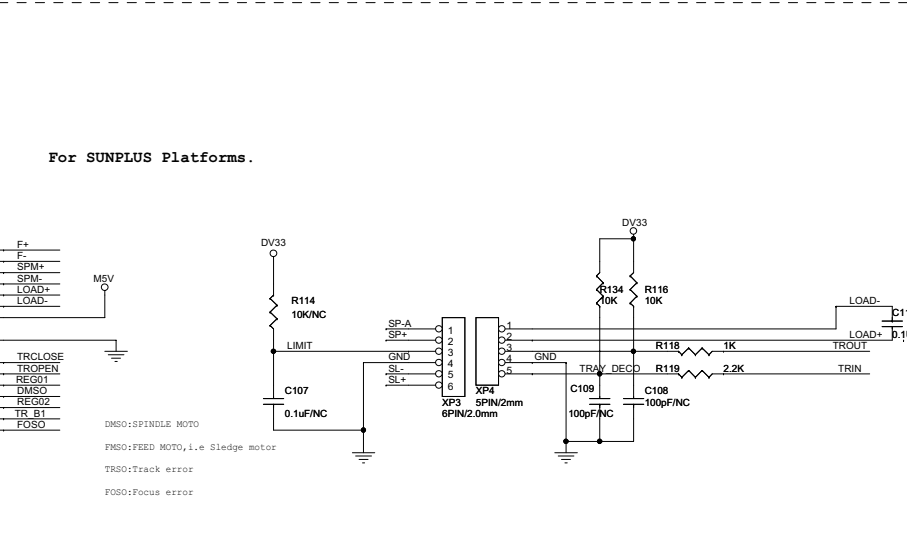 For SUNPLUS Platforms.
F+
F-
SPM+
SPM-
LOAD+
LOAD-
M5V
TRCLOSE
TROPEN
REG01
DMSO
REG02
TR_B1
FOSO
DMSO:SPINDLE MOTO
FMSO:FEED MOTO,i.e Sledge motor
TRSO:Track error
FOSO:Focus error
DV33
R114
10K/NC
LIMIT
C107
0.1uF/NC
SP-A
SP+
GND
SL-
SL+
1
2
3
4
5
6
XP3
6PIN/2.0mm
1
2
3
4
5
XP4
5PIN/2mm
GND
TRAY_DECO
DV33
R134
10K
R116
10K
C109
100pF/NC
C108
100pF/NC
R118
1K
R119
2.2K
LOAD-
LOAD+
TROUT
TRIN